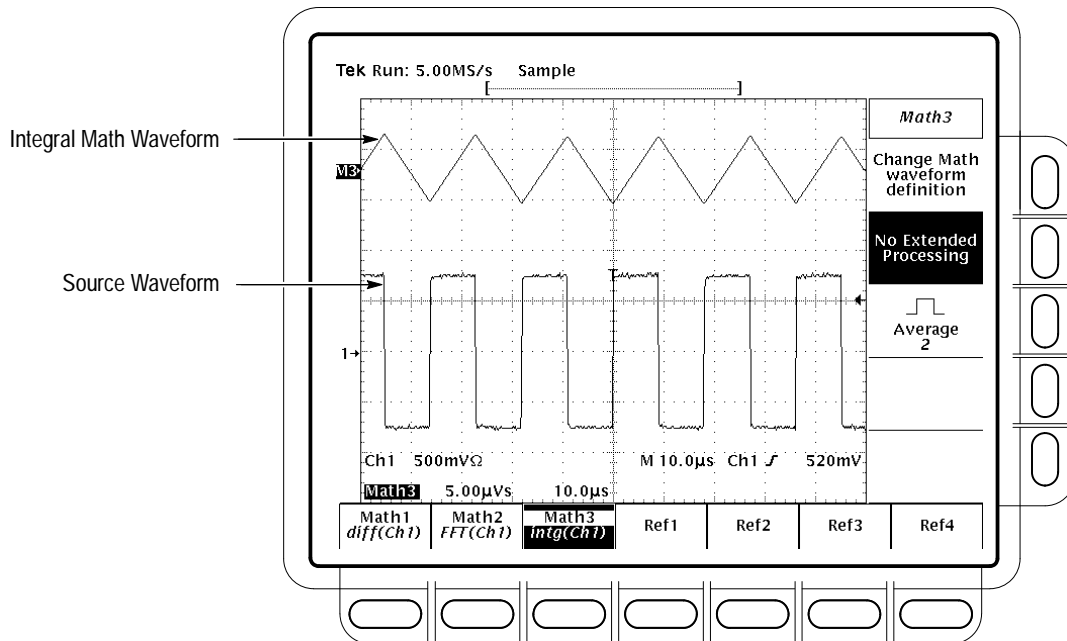 Tek Run: 5.00MS/s Sample
[ ]
Math3
Integral Math Waveform
Change Math
waveform
definition
M3
No Extended
Processing
Source Waveform
T
Average
2
1
Ch1 500mVΩ M 10.0µs Ch1 520mV
Math3 5.00µVs 10.0µs
Math1 Math2 Math3 Ref1 Ref2 Ref3 Ref4
diff(Ch1) FFT(Ch1) intg(Ch1)